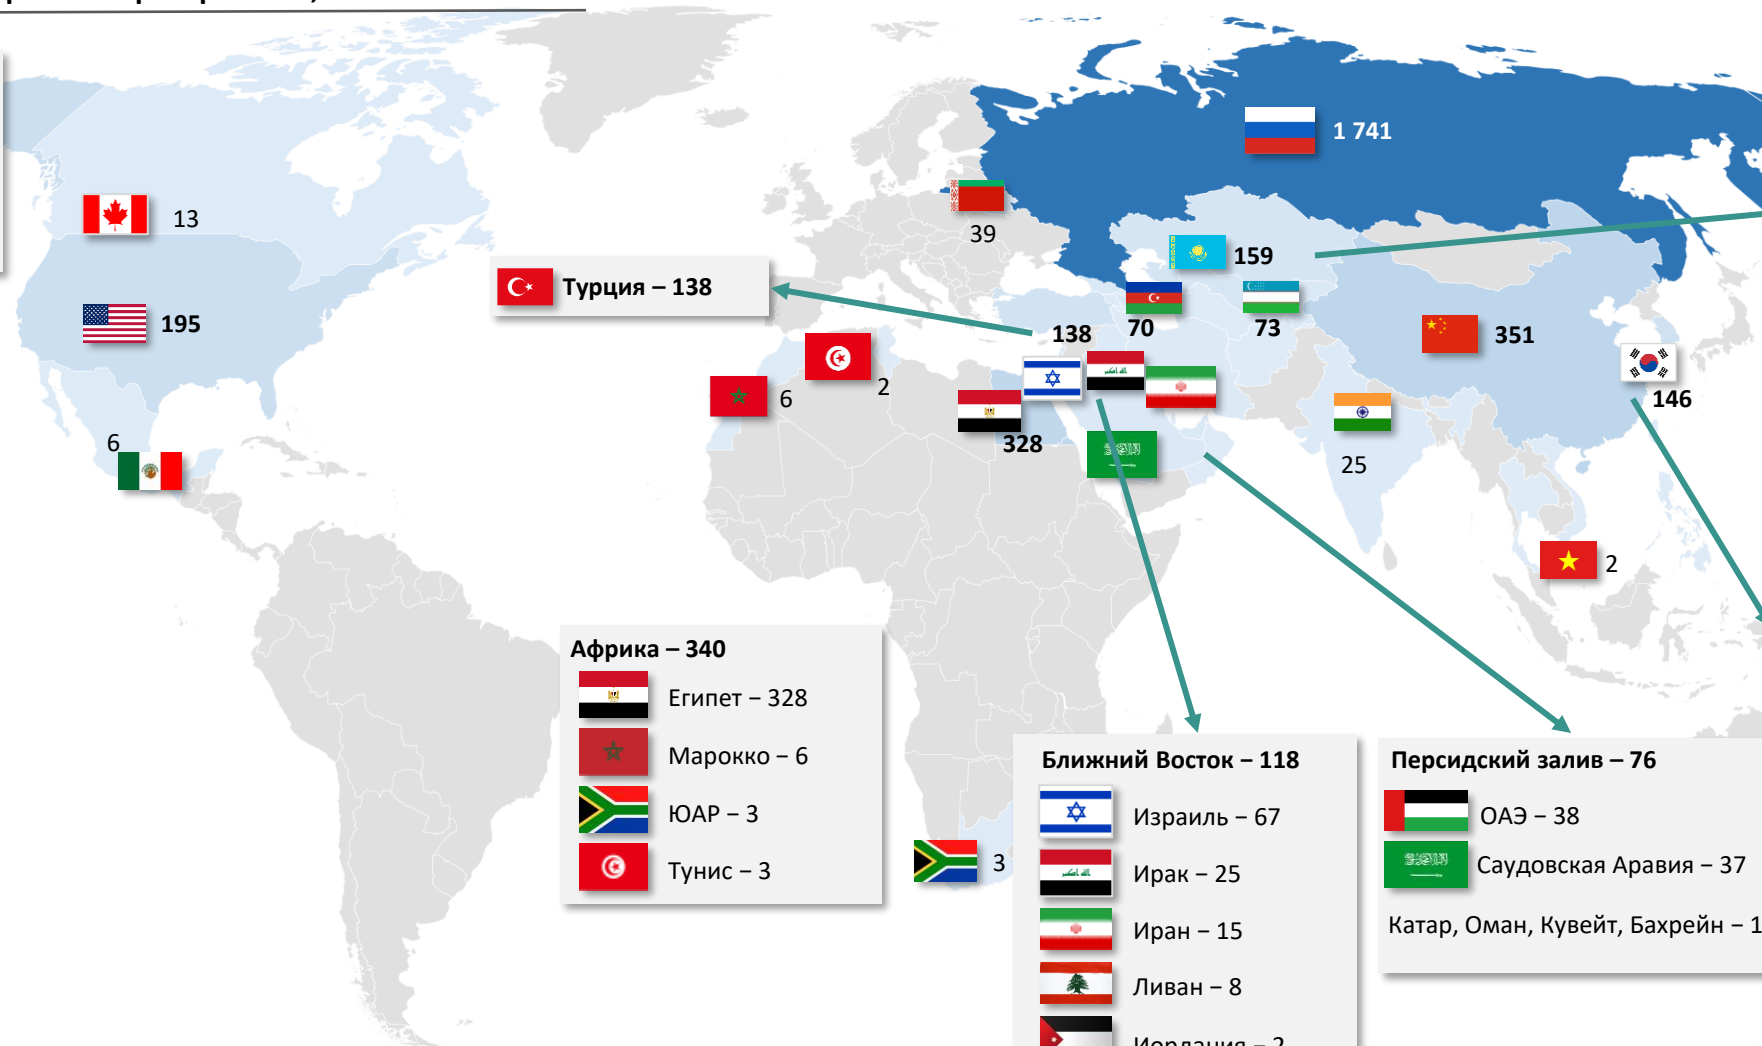 1 741
13
39
159
Турция – 138
195
138
70
73
351
6
2
146
328
6
25
2
Африка – 340
Египет – 328
Марокко – 6
ЮАР – 3
Тунис – 3
3
Ближний Восток – 118
Израиль – 67
Ирак – 25
Иран – 15
Ливан – 8
Иордания – 2
Персидский залив – 76
ОАЭ – 38
Саудовская Аравия – 37
Катар, Оман, Кувейт, Бахрейн – 1